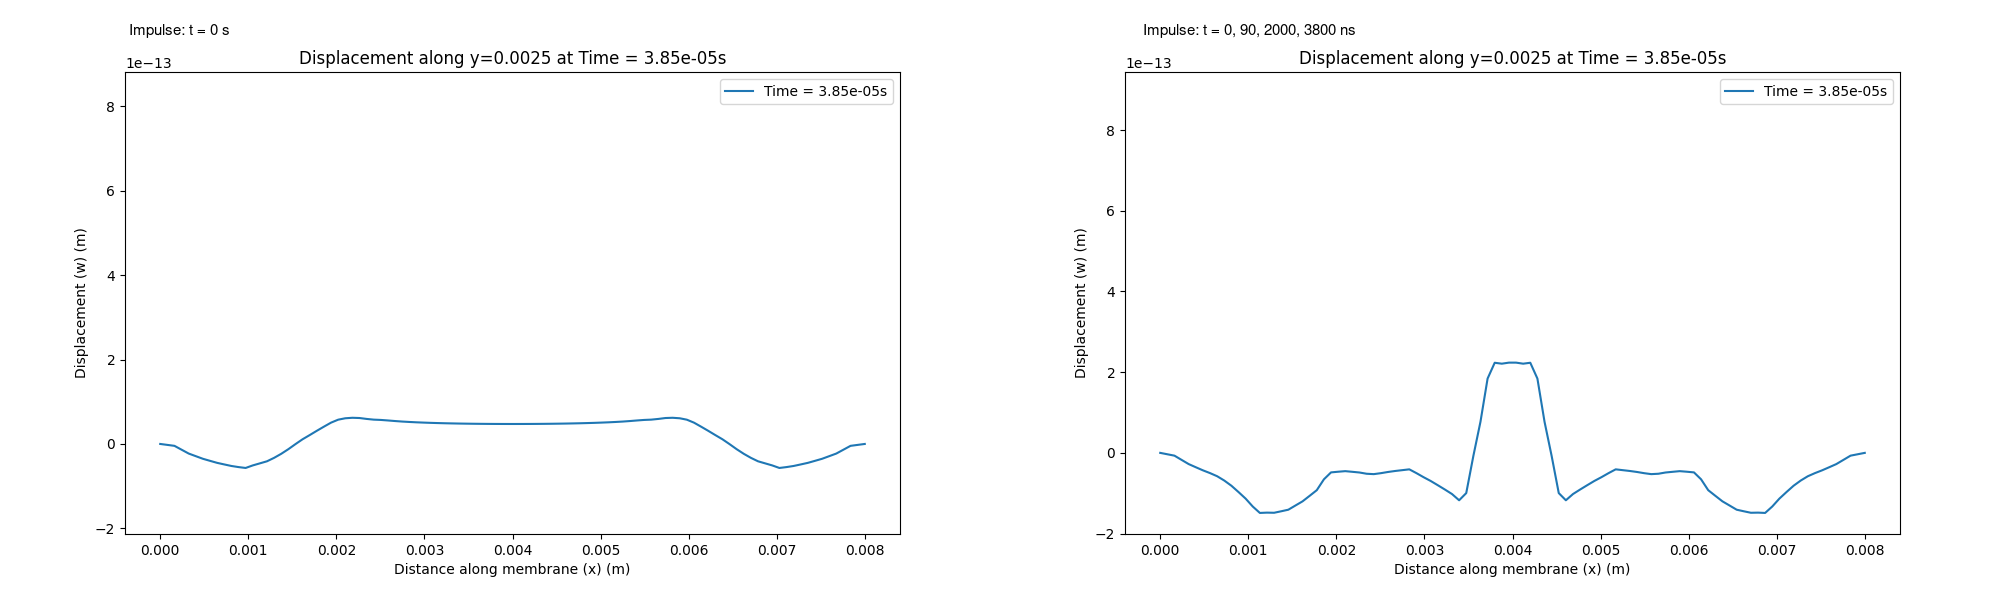 Impulse: t = 0 s
Displacement along y=0.0025 at Time = 3.85e-05s
1e−13
Time = 3.85e-05s
8
6
4
2
0
−2
Displacement (w) (m)
0.000 0.001 0.002 0.003 0.004 0.005 0.006 0.007 0.008
Distance along membrane (x) (m)
Impulse: t = 0, 90, 2000, 3800 ns
Displacement along y=0.0025 at Time = 3.85e-05s
1e−13
Time = 3.85e-05s
8
6
4
2
0
−2
Displacement (w) (m)
0.000 0.001 0.002 0.003 0.004 0.005 0.006 0.007 0.008
Distance along membrane (x) (m)